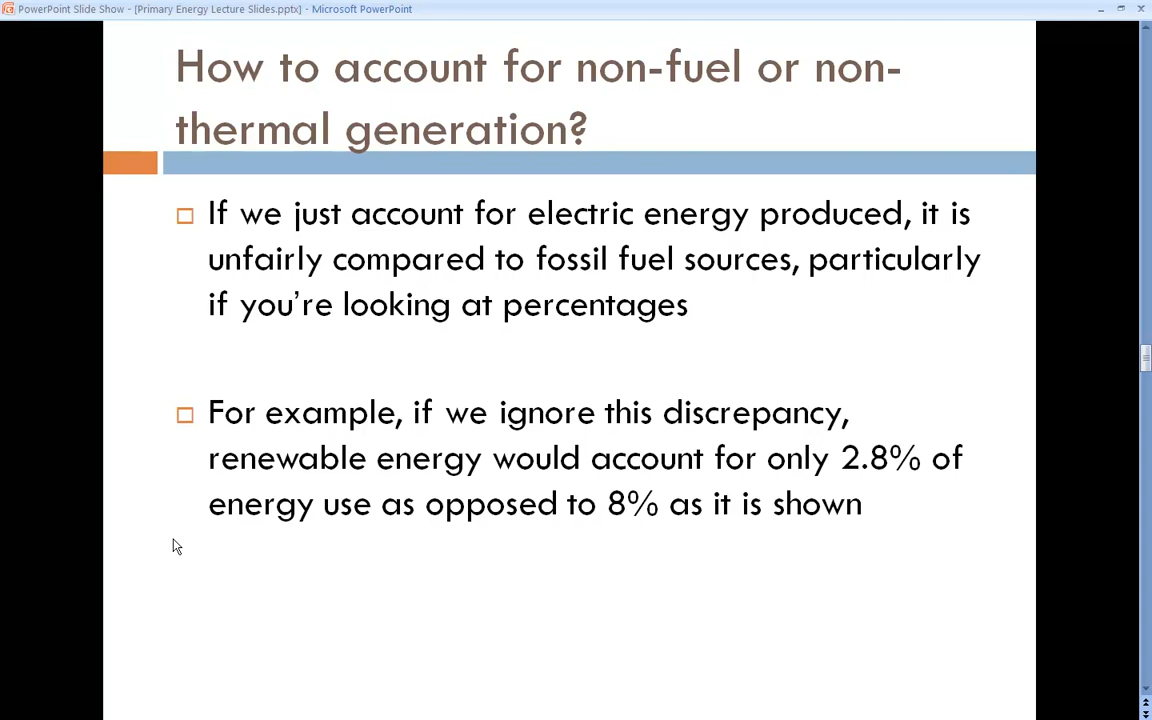 PowerPoint Slide Show - [Primary Energy Lecture Slides.pptx] - Microsoft PowerPoint
How to account for non-fuel or non-
thermal generation?
If we just account for electric energy produced, it is
unfairly compared to fossil fuel sources, particularly
if you’re looking at percentages
For example, if we ignore this discrepancy,
renewable energy would account for only 2.8% of
energy use as opposed to 8% as it is shown